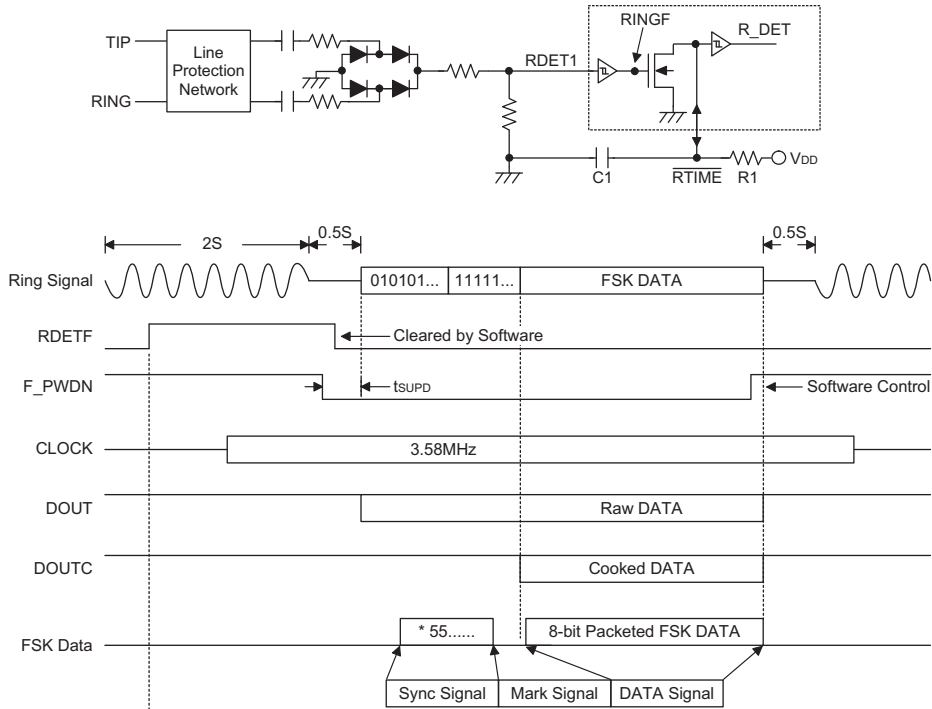 RINGF
R_DET
TIP
Line
Protection
Network
RDET1
RING
VDD
C1
RTIME
R1
2S
0.5S
0.5S
Ring Signal
010101...
11111...
FSK DATA
RDETF
Cleared by Software
F_PWDN
tSUPD
Software Control
CLOCK
3.58MHz
DOUT
Raw DATA
DOUTC
Cooked DATA
FSK Data
* 55......
8-bit Packeted FSK DATA
Sync Signal
Mark Signal
DATA Signal